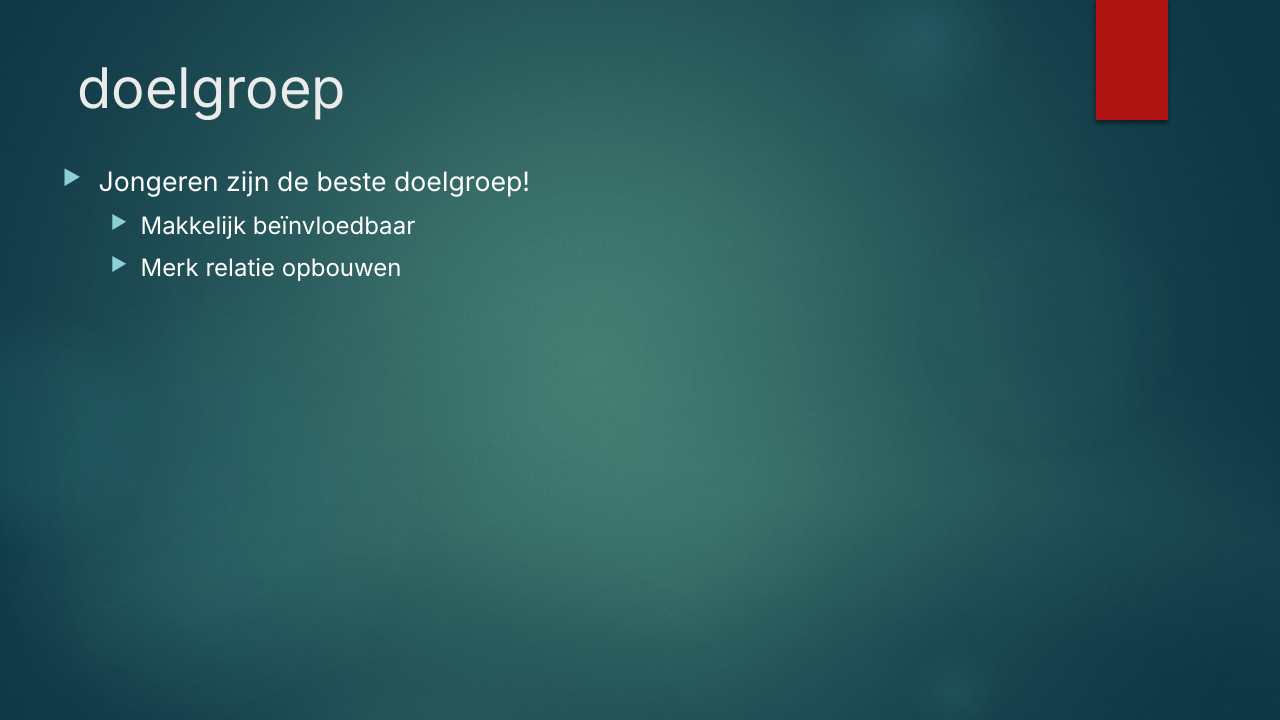 doelgroep
Jongeren zijn de beste doelgroep!
Makkelijk beïnvloedbaar
Merk relatie opbouwen